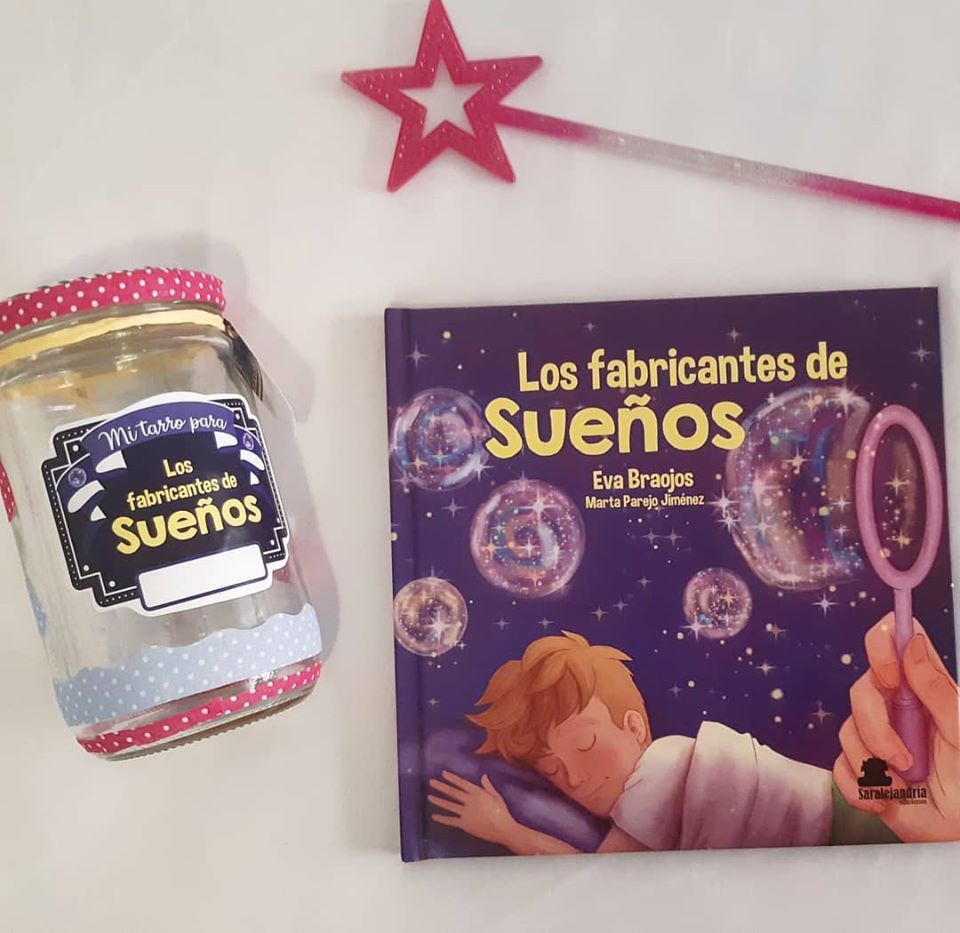 Mi tarro para
Los
fabricantes de
Sueños
Los fabricantes de
Sueños
Eva Braojos
Marta Parejo Jiménez
Saralejandría